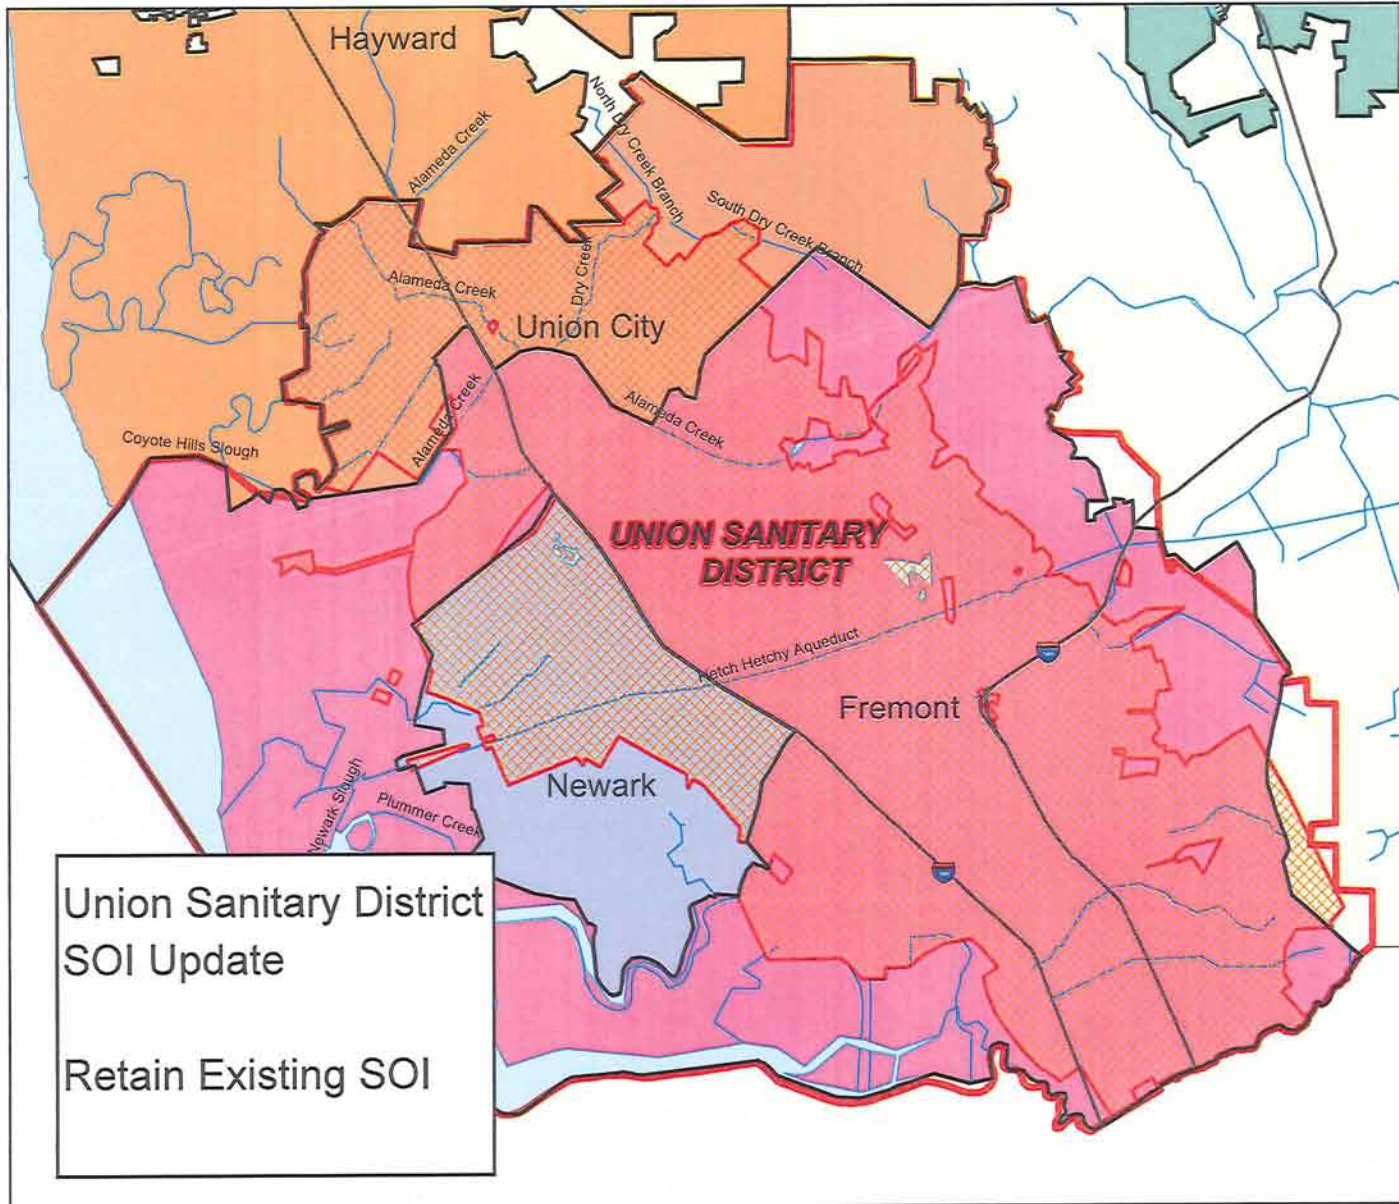 Hayward
North Dry Creek Branch
Alameda Creek
South Dry Creek Branch
Dry Creek
Alameda Creek
Union City
Alameda Creek
Alameda Creek
Coyote Hills Slough
UNION SANITARY
DISTRICT
Hetch Hetchy Aqueduct
Fremont
Newark
Newark Slough
Plummer Creek
Union Sanitary District
SOI Update
Retain Existing SOI